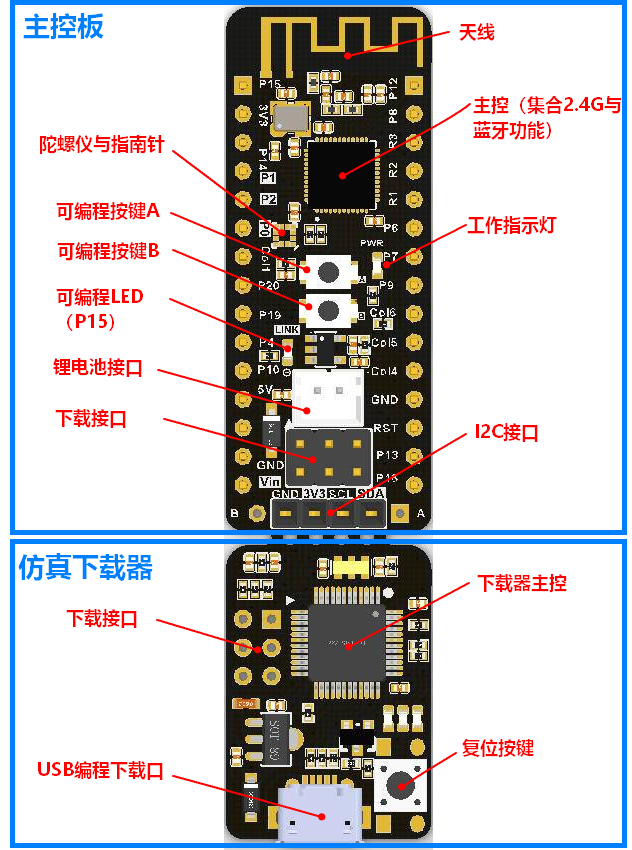 主控板
天线
P15
P12
3V3
P8
主控（集合2.4G与
蓝牙功能）
陀螺仪与指南针
P14
R3
P1
R2
P2
R1
可编程按键A
P0
P6
工作指示灯
PWR
可编程按键B
Col1
P7
A
P20
P9
可编程LED
（P15）
P19
B
Col6
LINK
P4
Col5
锂电池接口
P10
Col4
5V
GND
下载接口
RST
I2C接口
GND
P13
Vin
P16
GND
3V3
SCL
SDA
B
A
仿真下载器
下载器主控
下载接口
SOT 89
复位按键
USB编程下载口